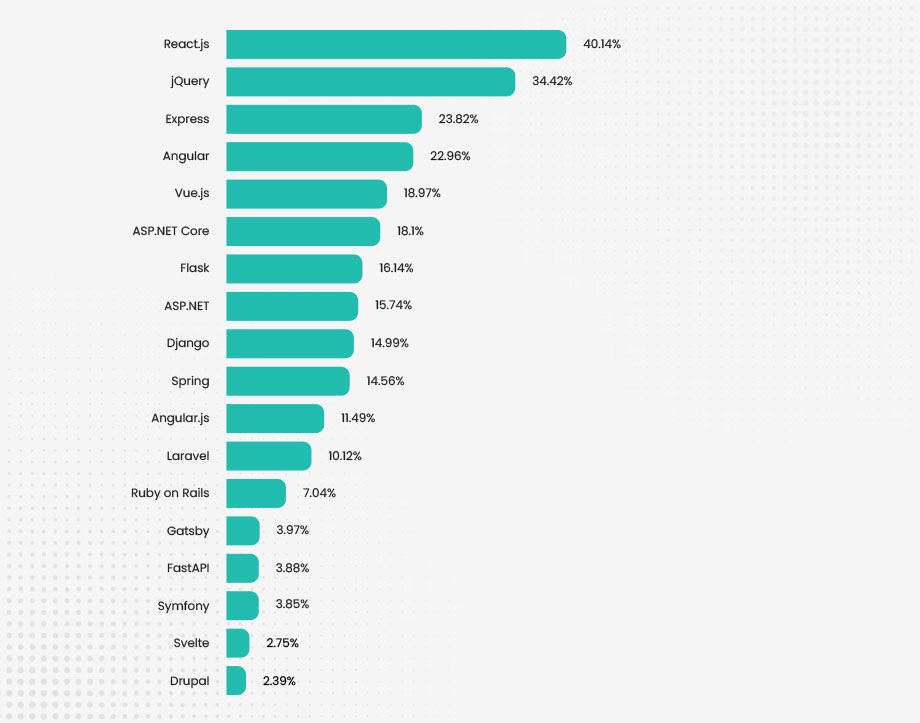 React.js 40.14%
jQuery 34.42%
Express 23.82%
Angular 22.96%
Vue.js 18.97%
ASP.NET Core 18.1%
Flask 16.14%
ASP.NET 15.74%
Django 14.99%
Spring 14.56%
Angular.js 11.49%
Laravel 10.12%
Ruby on Rails 7.04%
Gatsby 3.97%
FastAPI 3.88%
Symfony 3.85%
Svelte 2.75%
Drupal 2.39%